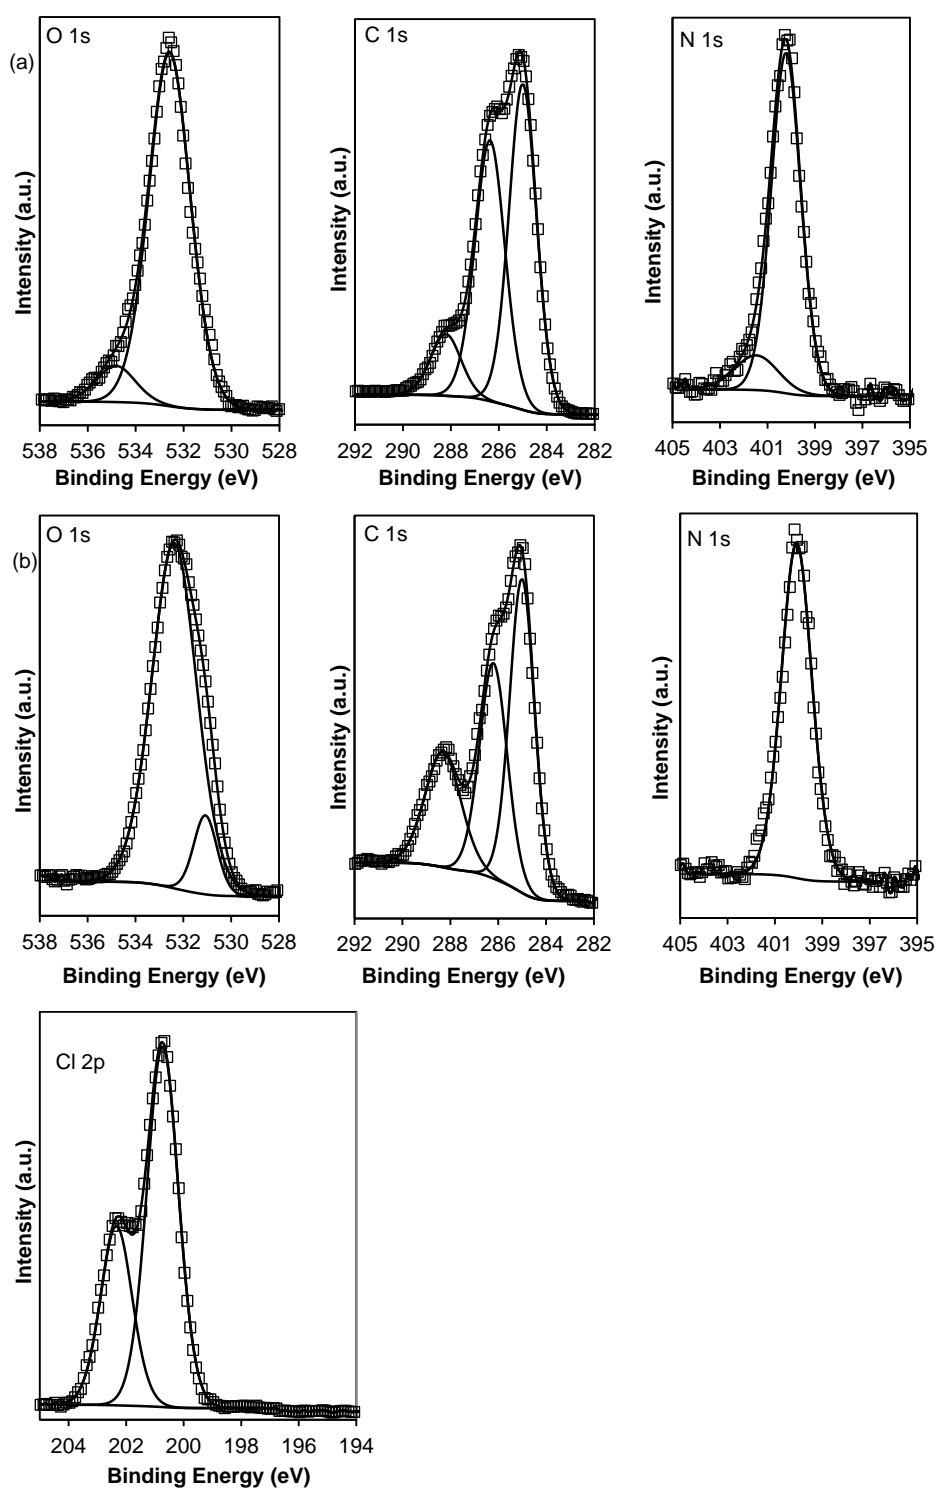 (a)
O 1s
Intensity (a.u.)
538 536 534 532 530 528
Binding Energy (eV)
C 1s
Intensity (a.u.)
292 290 288 286 284 282
Binding Energy (eV)
N 1s
Intensity (a.u.)
405 403 401 399 397 395
Binding Energy (eV)
(b)
O 1s
Intensity (a.u.)
538 536 534 532 530 528
Binding Energy (eV)
C 1s
Intensity (a.u.)
292 290 288 286 284 282
Binding Energy (eV)
N 1s
Intensity (a.u.)
405 403 401 399 397 395
Binding Energy (eV)
Cl 2p
Intensity (a.u.)
204 202 200 198 196 194
Binding Energy (eV)